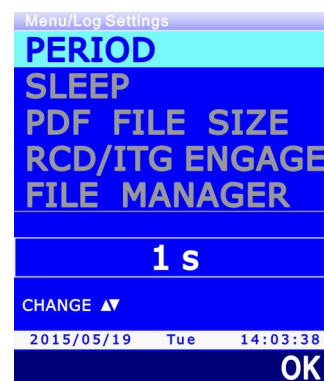 Menu/Log Settings
PERIOD
SLEEP
PDF FILE SIZE
RCD/ITG ENGAGE
FILE MANAGER
1 s
CHANGE ▲▼
2015/05/19 Tue 14:03:38
OK